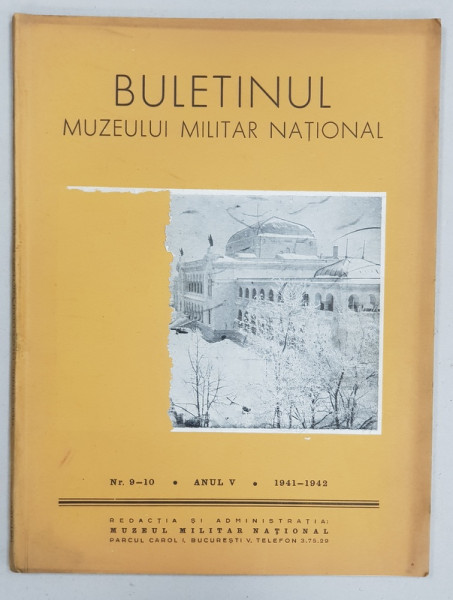 BULETINUL
MUZEULUI MILITAR NAȚIONAL
Nr. 9-10 • ANUL V • 1941-1942
REDACȚIA ȘI ADMINISTRAȚIA:
MUZEUL MILITAR NAȚIONAL
PARCUL CAROL I, BUCUREȘTI V. TELEFON 3.75.29